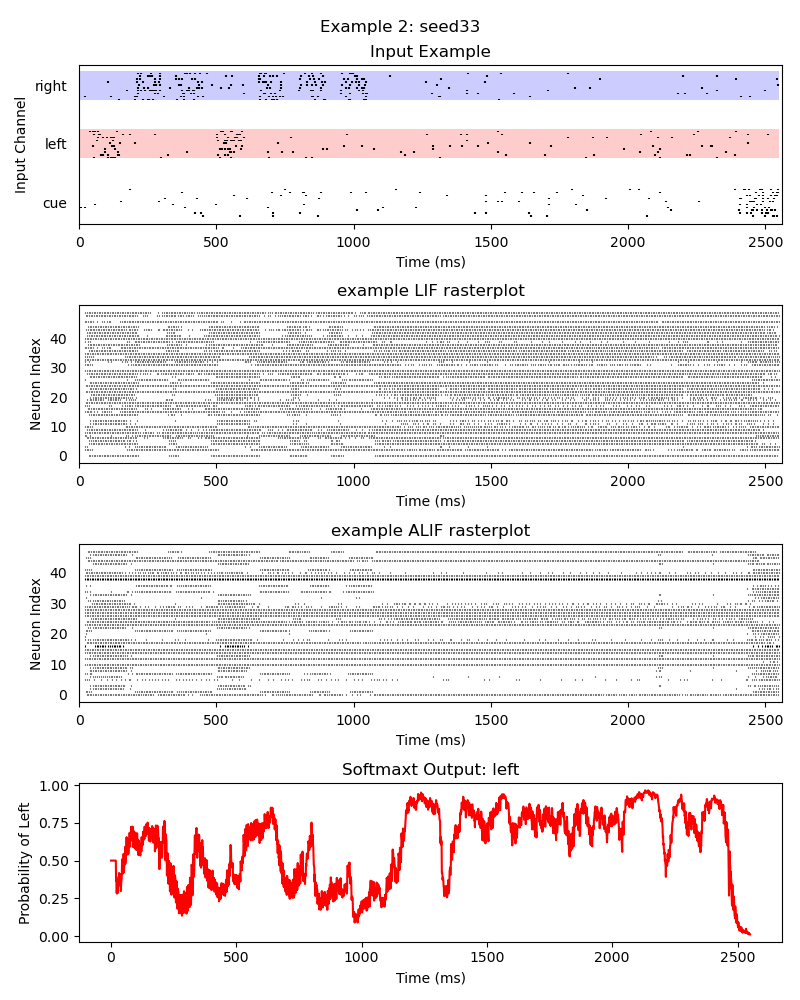 Example 2: seed33
Input Example
Input Channel
right
left
cue
0 500 1000 1500 2000 2500
Time (ms)
example LIF rasterplot
Neuron Index
40
30
20
10
0
0 500 1000 1500 2000 2500
Time (ms)
example ALIF rasterplot
Neuron Index
40
30
20
10
0
0 500 1000 1500 2000 2500
Time (ms)
Softmaxt Output: left
Probability of Left
1.00
0.75
0.50
0.25
0.00
0 500 1000 1500 2000 2500
Time (ms)